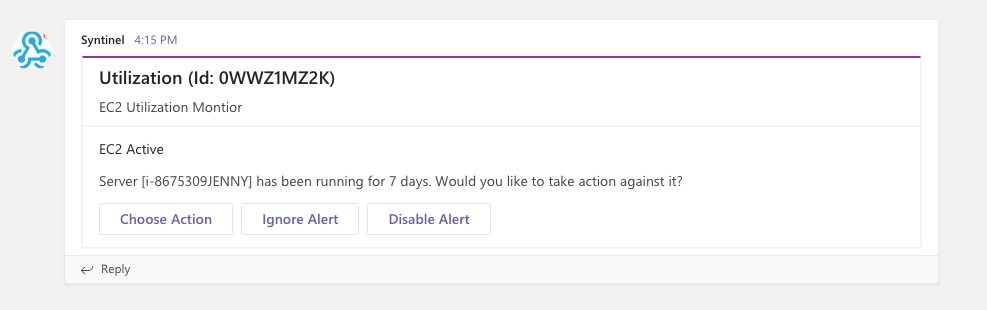 Syntinel 4:15 PM
Utilization (Id: 0WWZ1MZ2K)
EC2 Utilization Montior
EC2 Active
Server [i-8675309JENNY] has been running for 7 days. Would you like to take action against it?
Choose Action Ignore Alert Disable Alert
Reply